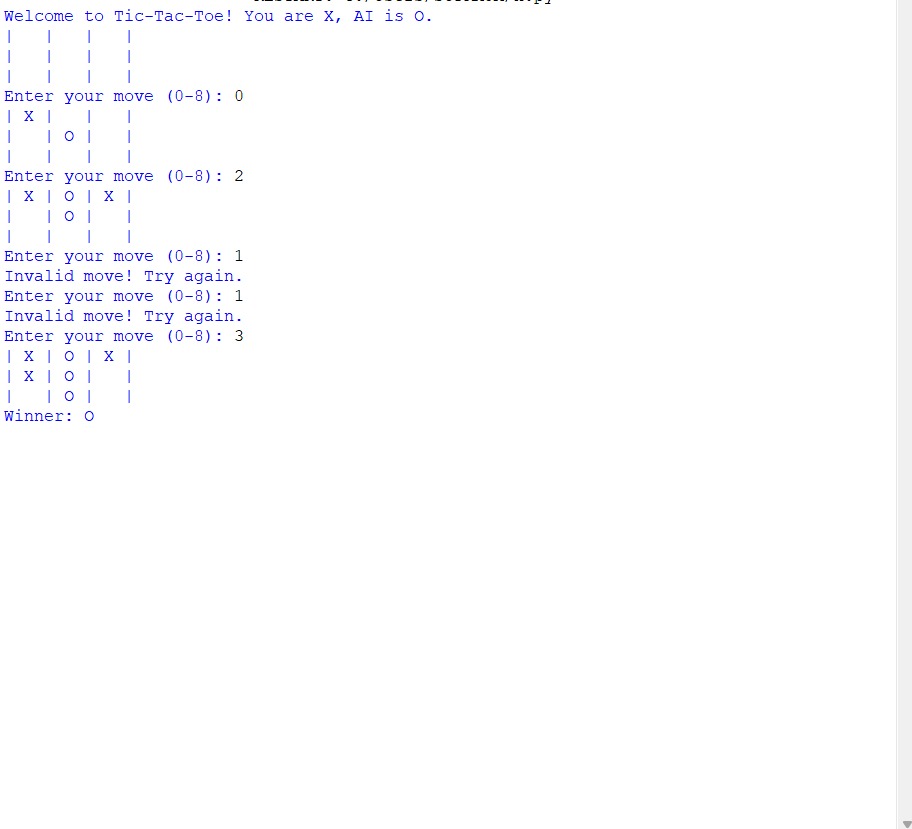 Welcome to Tic-Tac-Toe! You are X, AI is O.
|   |   |   |
|   |   |   |
|   |   |   |
Enter your move (0-8): 0
| X |   |   |
|   | O |   |
|   |   |   |
Enter your move (0-8): 2
| X | O | X |
|   | O |   |
|   |   |   |
Enter your move (0-8): 1
Invalid move! Try again.
Enter your move (0-8): 1
Invalid move! Try again.
Enter your move (0-8): 3
| X | O | X |
| X | O |   |
|   | O |   |
Winner: O